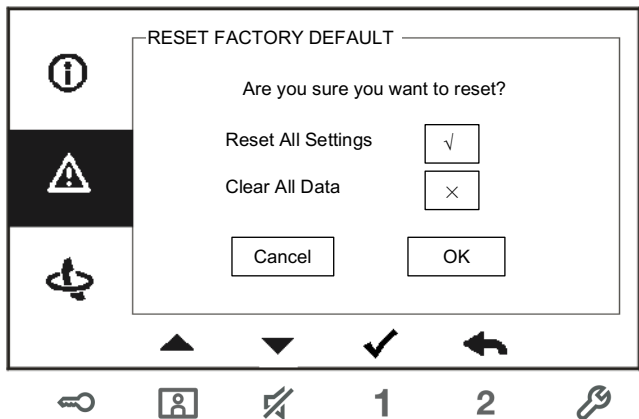 RESET FACTORY DEFAULT
Are you sure you want to reset?
Reset All Settings √
Clear All Data ×
Cancel OK
1 2